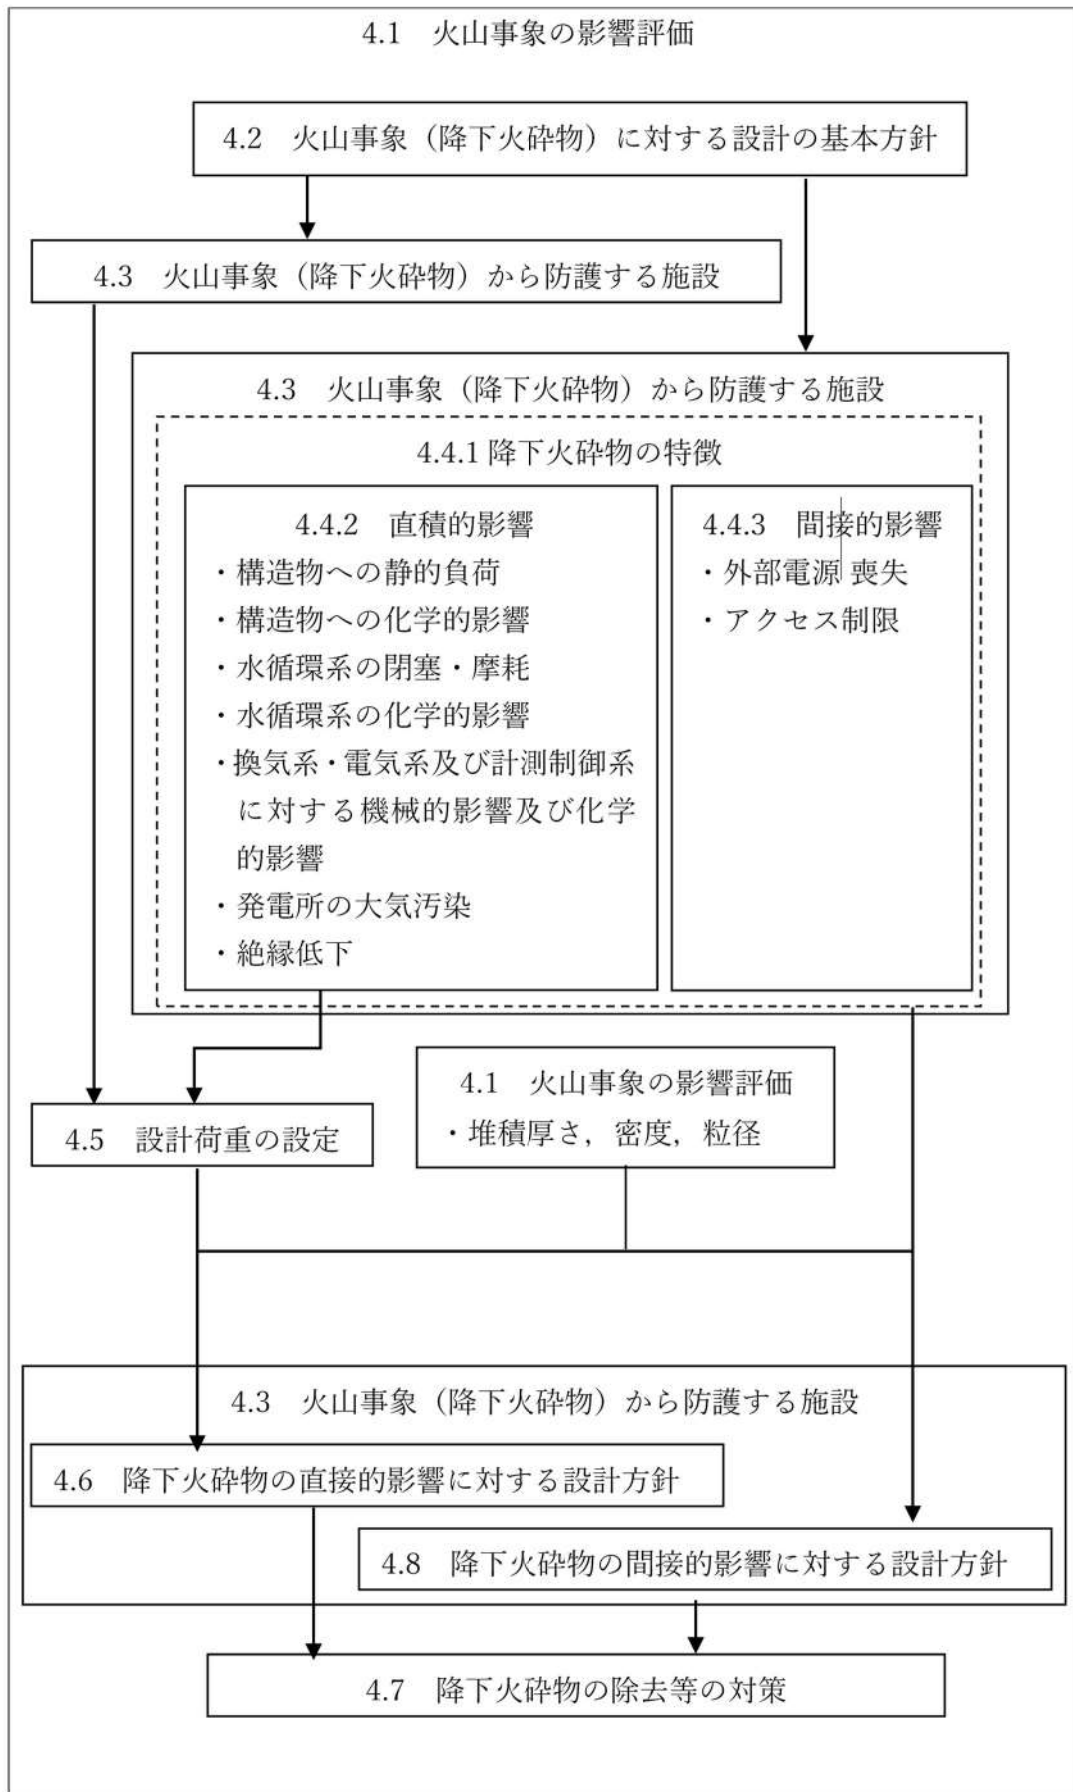 4.1　火山事象の影響評価
4.2　火山事象（降下火砕物）に対する設計の基本方針
4.3　火山事象（降下火砕物）から防護する施設
4.3　火山事象（降下火砕物）から防護する施設
4.4.1 降下火砕物の特徴
4.4.2　直積的影響
・構造物への静的負荷
・構造物への化学的影響
・水循環系の閉塞・摩耗
・水循環系の化学的影響
・換気系・電気系及び計測制御系
に対する機械的影響及び化学
的影響
・発電所の大気汚染
・絶縁低下
4.4.3　間接的影響
・外部電源 喪失
・アクセス制限
4.1　火山事象の影響評価
・堆積厚さ，密度，粒径
4.5　設計荷重の設定
4.3　火山事象（降下火砕物）から防護する施設
4.6　降下火砕物の直接的影響に対する設計方針
4.8　降下火砕物の間接的影響に対する設計方針
4.7　降下火砕物の除去等の対策